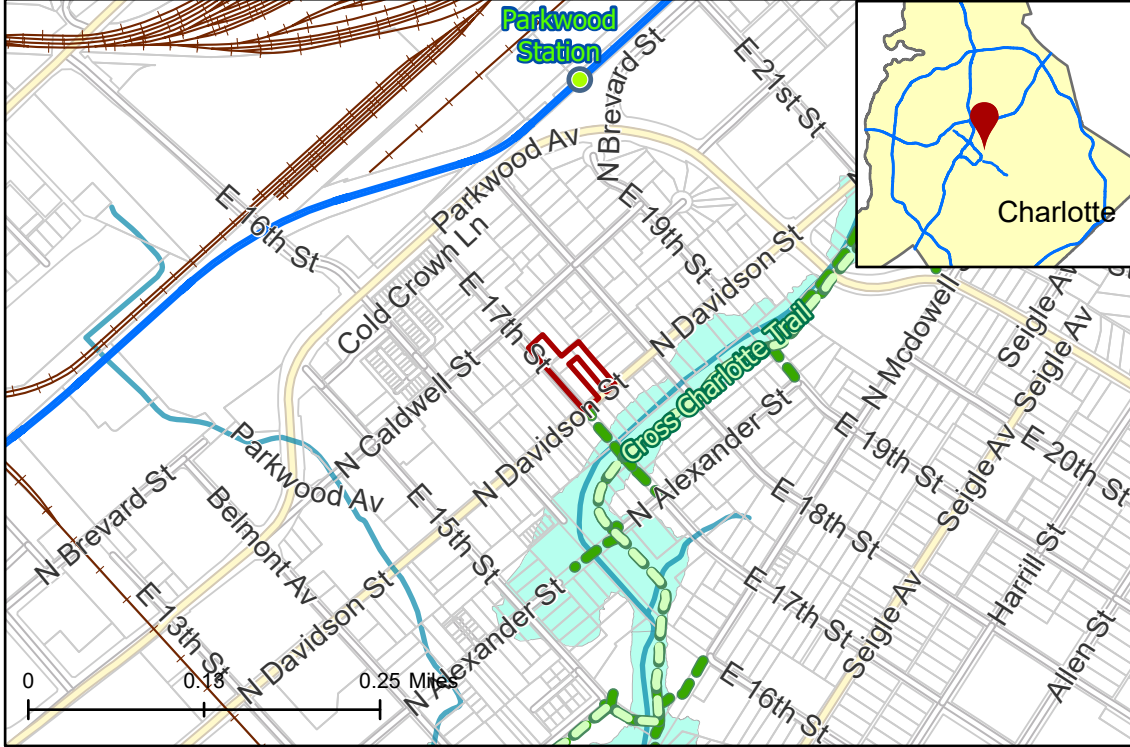 Parkwood
Station
N Brevard St
E 21st St
Charlotte
E 16th St
Parkwood Av
Cold Crown Ln
E 19th St
N Davidson St
E 17th St
Cross Charlotte Trail
N Mcdowell
Seigle Av
Seigle Av
N Caldwell St
N Davidson St
N Alexander St
E 19th St
E 20th St
Parkwood Av
N Brevard St
Belmont Av
E 15th St
E 18th St
Seigle Av
E 13th St
N Davidson St
N Alexander St
E 17th St
Seigle Av
Harrill St
Allen St
E 16th St
0
0.13
0.25 Miles